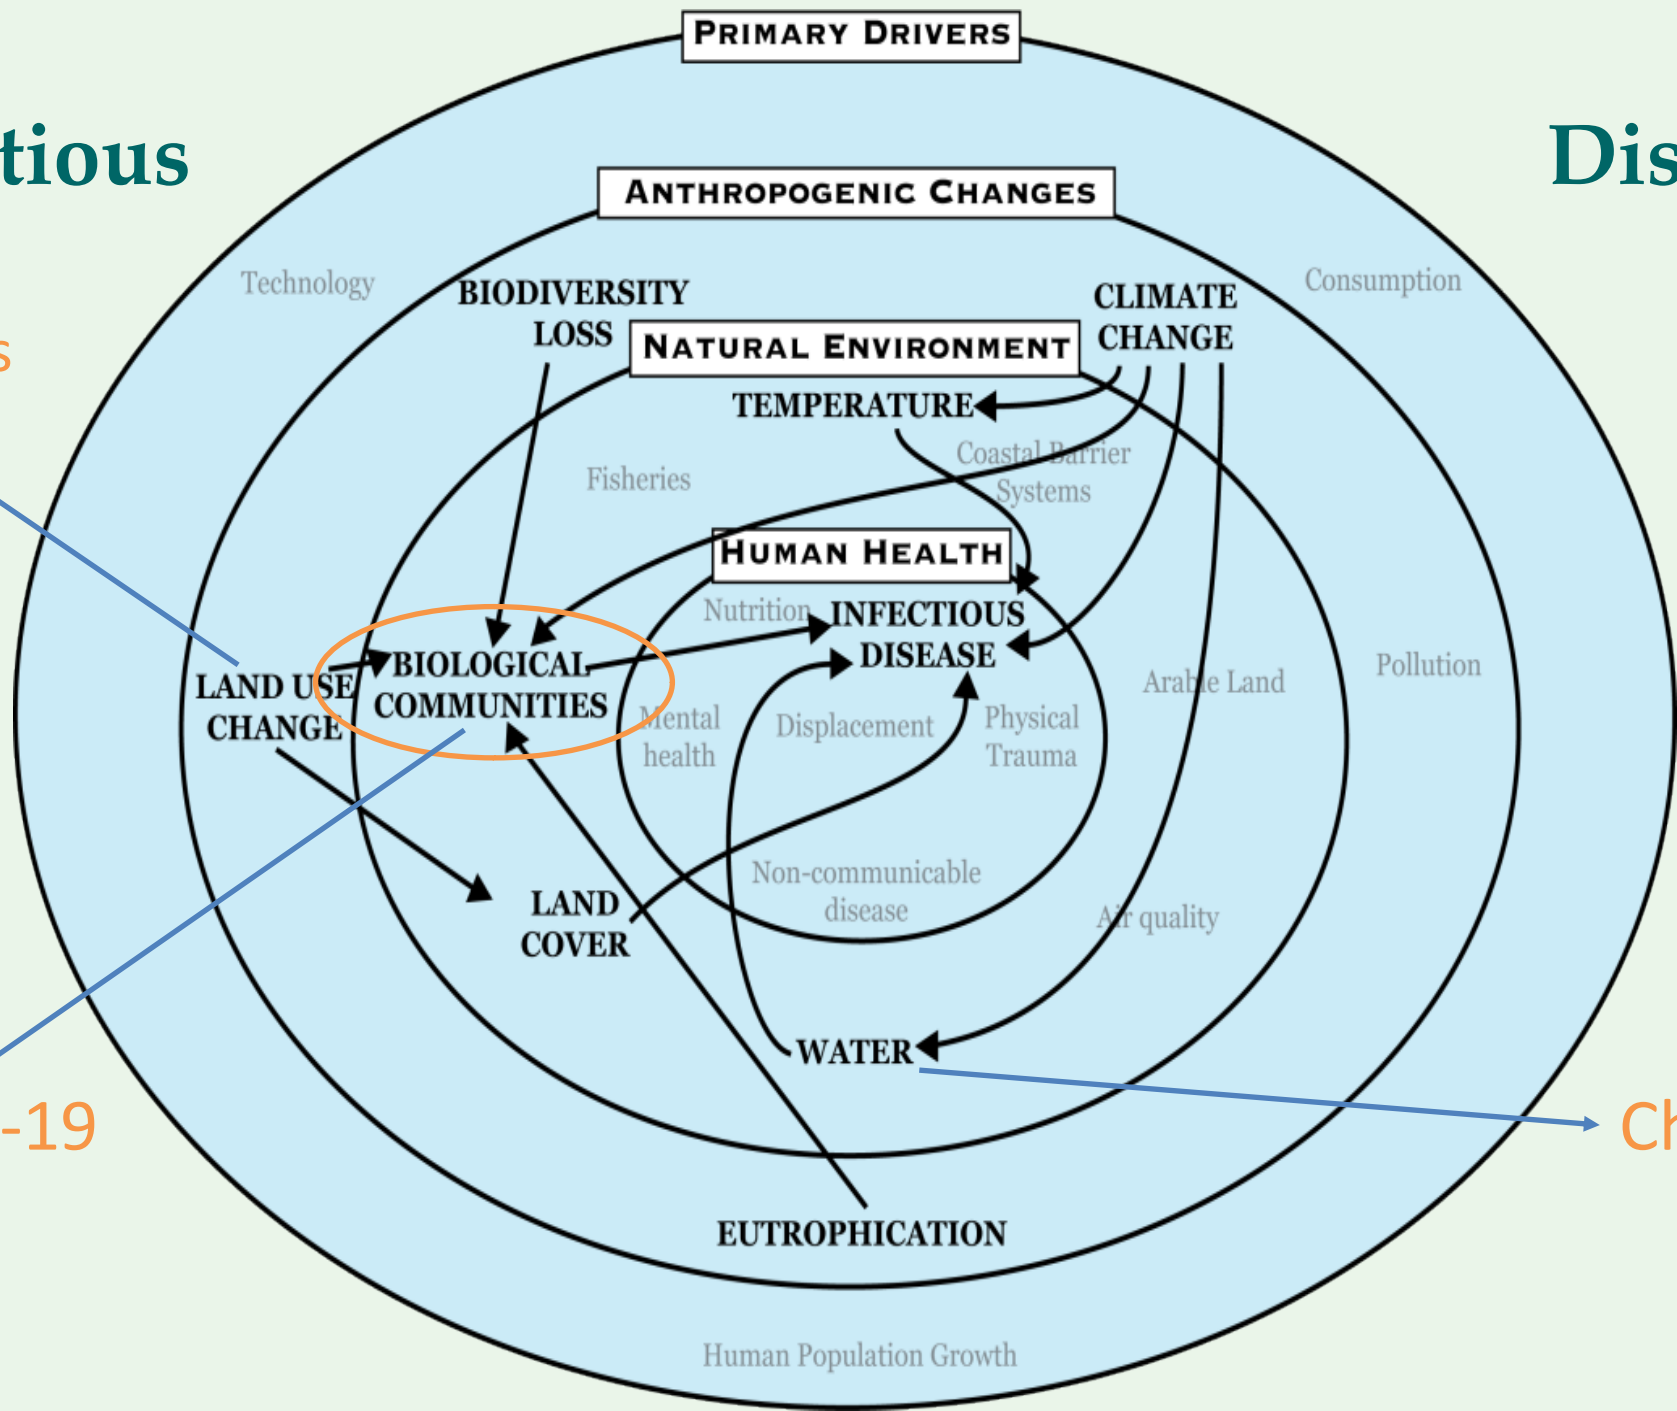 PRIMARY DRIVERS
tious
Dis
ANTHROPOGENIC CHANGES
Technology
Consumption
BIODIVERSITY
LOSS
CLIMATE
CHANGE
s
NATURAL ENVIRONMENT
TEMPERATURE
Coastal Barrier
Systems
Fisheries
HUMAN HEALTH
Nutrition
INFECTIOUS
DISEASE
LAND USE
CHANGE
BIOLOGICAL
COMMUNITIES
Arable Land
Pollution
Mental
health
Displacement
Physical
Trauma
Non-communicable
disease
LAND
COVER
Air quality
WATER
-19
Ch
EUTROPHICATION
Human Population Growth